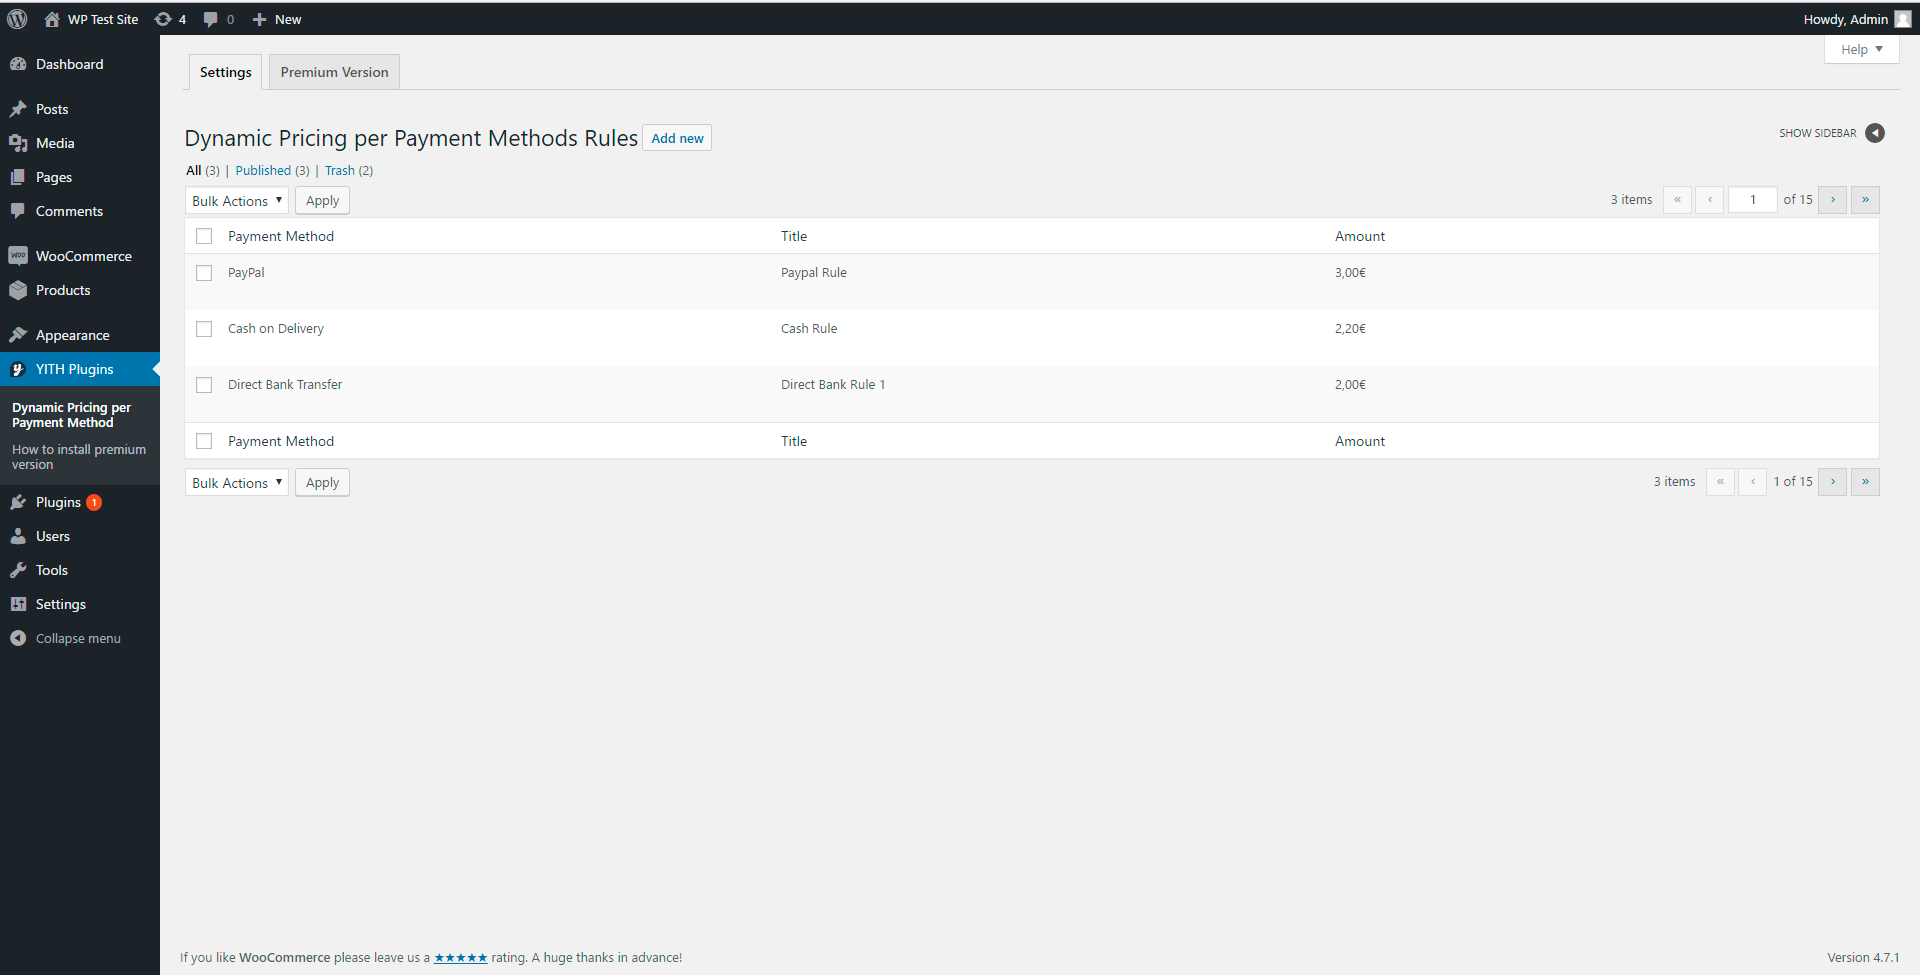 WP Test Site 4 0 New Howdy, Admin
Help
Dashboard
Posts
Media
Pages
Comments
WooCommerce
Products
Appearance
YITH Plugins
Dynamic Pricing per
Payment Method
How to install premium
version
Plugins 1
Users
Tools
Settings
Collapse menu
Settings Premium Version
Dynamic Pricing per Payment Methods Rules Add new
SHOW SIDEBAR
All (3) | Published (3) | Trash (2)
Bulk Actions Apply 3 items « ‹ 1 of 15 › »
Payment Method Title Amount
PayPal Paypal Rule 3,00€
Cash on Delivery Cash Rule 2,20€
Direct Bank Transfer Direct Bank Rule 1 2,00€
Payment Method Title Amount
Bulk Actions Apply 3 items « ‹ 1 of 15 › »
If you like WooCommerce please leave us a ★★★★★ rating. A huge thanks in advance! Version 4.7.1